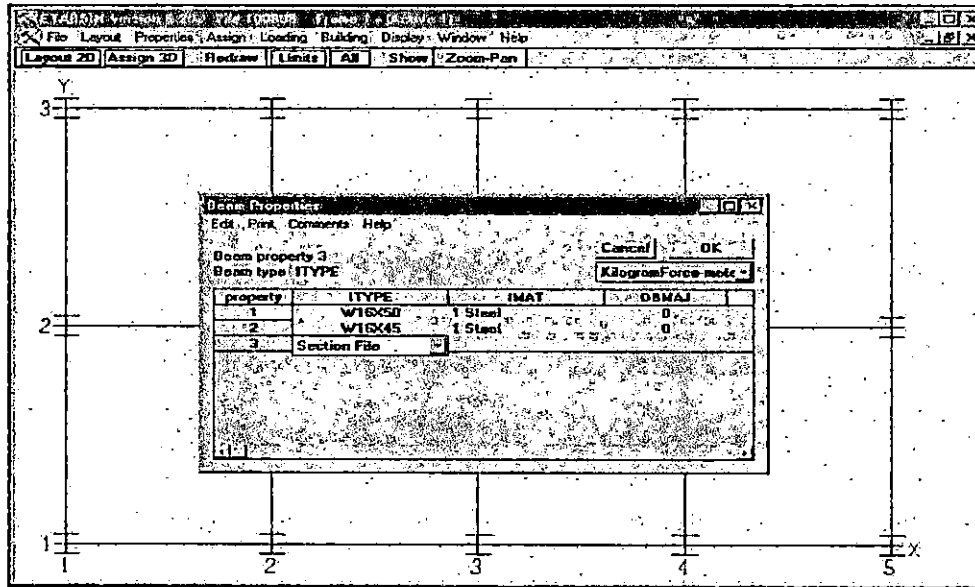 File Layout Properties Assign Loading Building Display Window Help
Layout 2D Assign 3D Redraw Limits All Show Zoom-Pan
Y
3
Beam Properties
Edit Print Comments Help
Cancel OK
Beam property 3
Beam type ITYPE
KilogramForce-mete
property ITYPE IMAT DBMAJ
1 W16X50 1 Steel 0
2 W16X45 1 Steel 0
3 Section File
2
1
X
1 2 3 4 5